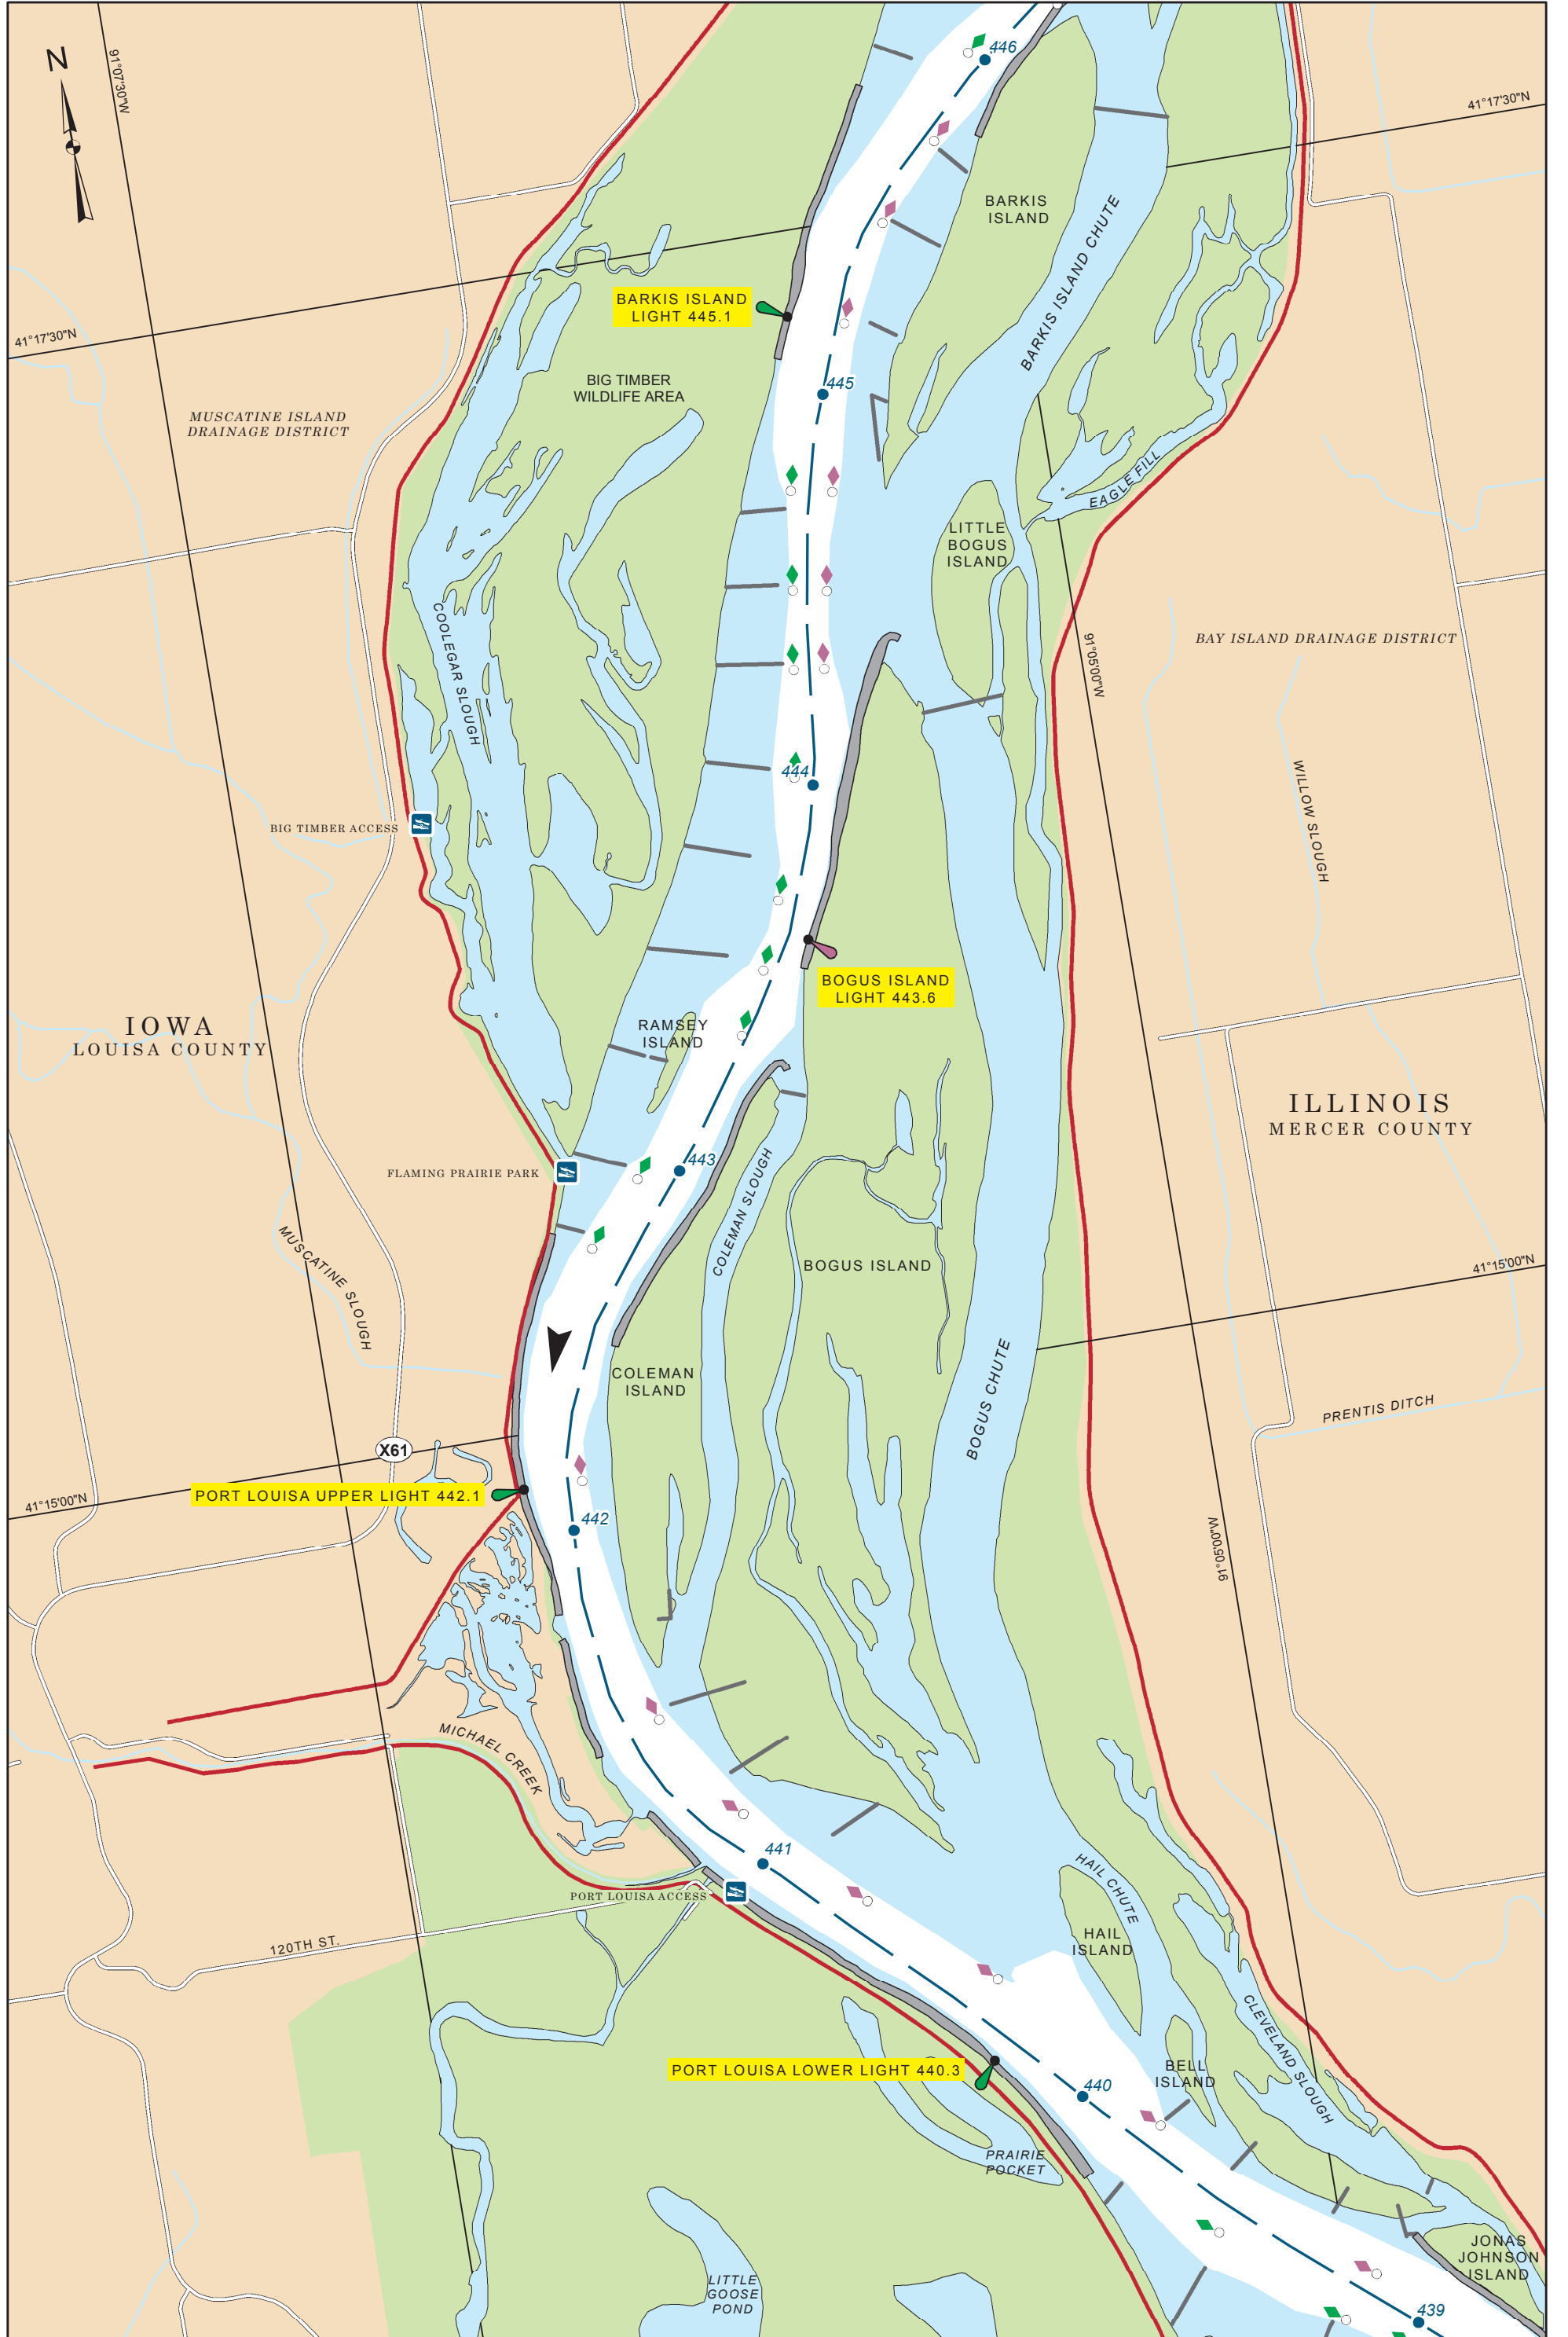 446
N
91°07'30"W
41°17'30"N
BARKIS
ISLAND
BARKIS ISLAND CHUTE
BARKIS ISLAND
LIGHT 445.1
41°17'30"N
BIG TIMBER
WILDLIFE AREA
445
MUSCATINE ISLAND
DRAINAGE DISTRICT
EAGLE FILL
LITTLE
BOGUS
ISLAND
COOLEGAR SLOUGH
91°05'00"W
BAY ISLAND DRAINAGE DISTRICT
444
WILLOW SLOUGH
BIG TIMBER ACCESS
BOGUS ISLAND
LIGHT 443.6
IOWA
LOUISA COUNTY
RAMSEY
ISLAND
ILLINOIS
MERCER COUNTY
443
FLAMING PRAIRIE PARK
COLEMAN SLOUGH
MUSCATINE SLOUGH
BOGUS ISLAND
41°15'00"N
COLEMAN
ISLAND
BOGUS CHUTE
PRENTIS DITCH
X61
PORT LOUISA UPPER LIGHT 442.1
41°15'00"N
442
91°05'00"W
MICHAEL CREEK
441
HAIL CHUTE
PORT LOUISA ACCESS
120TH ST.
HAIL
ISLAND
CLEVELAND SLOUGH
PORT LOUISA LOWER LIGHT 440.3
BELL
ISLAND
440
PRAIRIE
POCKET
JONAS
JOHNSON
ISLAND
LITTLE
GOOSE
POND
439